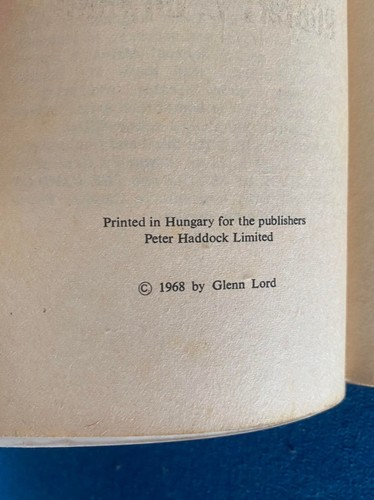 Printed in Hungary for the publishers
Peter Haddock Limited
© 1968 by Glenn Lord